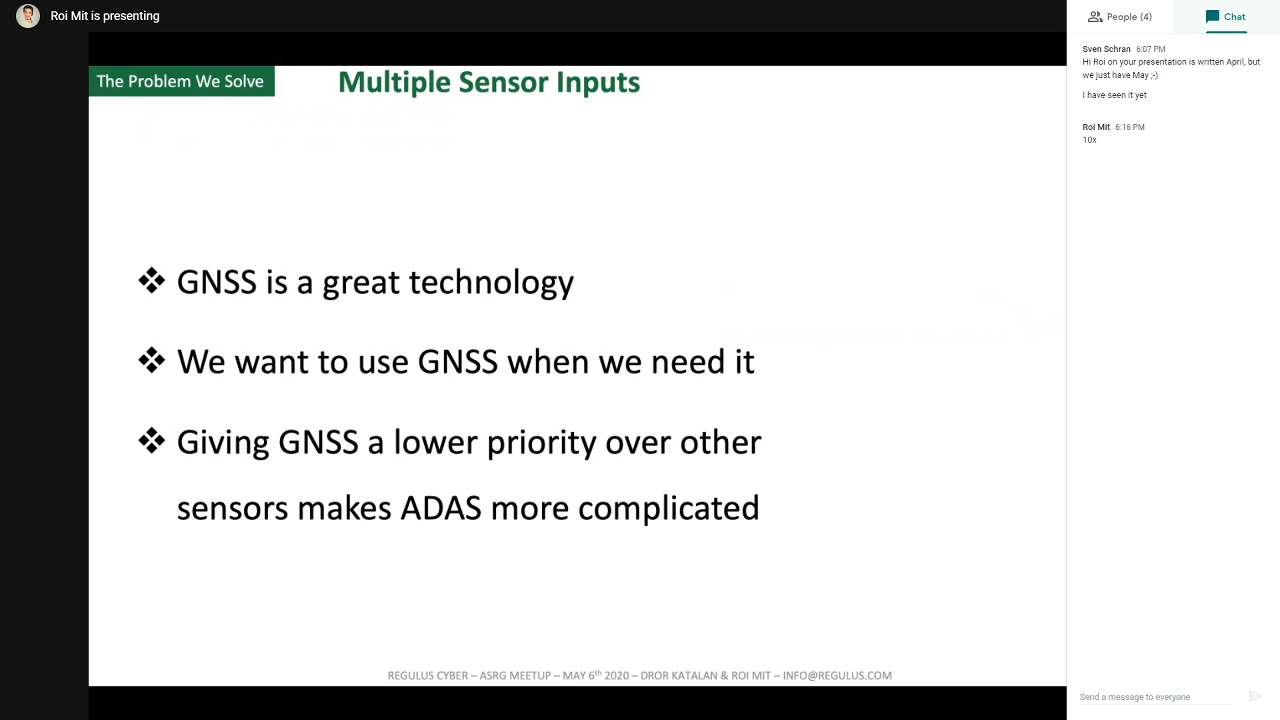 Roi Mit is presenting
People (4)
Chat
The Problem We Solve
Multiple Sensor Inputs
❖ GNSS is a great technology
❖ We want to use GNSS when we need it
❖ Giving GNSS a lower priority over other
sensors makes ADAS more complicated
REGULUS CYBER – ASRG MEETUP – MAY 6th 2020 – DROR KATALAN & ROI MIT – INFO@REGULUS.COM
Sven Schran 6:07 PM
Hi Roi on your presentation is written April, but
we just have May ;-)
I have seen it yet
Roi Mit 6:16 PM
10x
Send a message to everyone